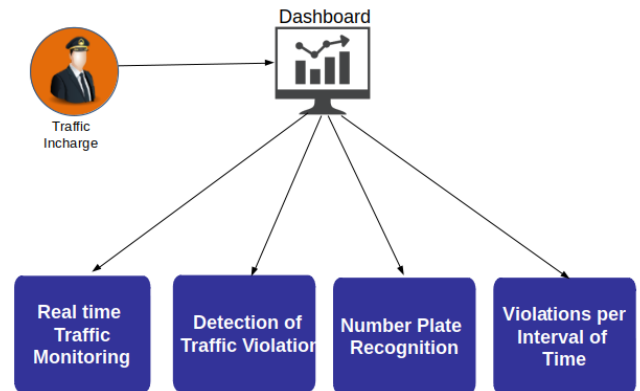 Dashboard
Traffic
Incharge
Real time
Traffic
Monitoring
Detection of
Traffic Violation
Number Plate
Recognition
Violations per
Interval of
Time